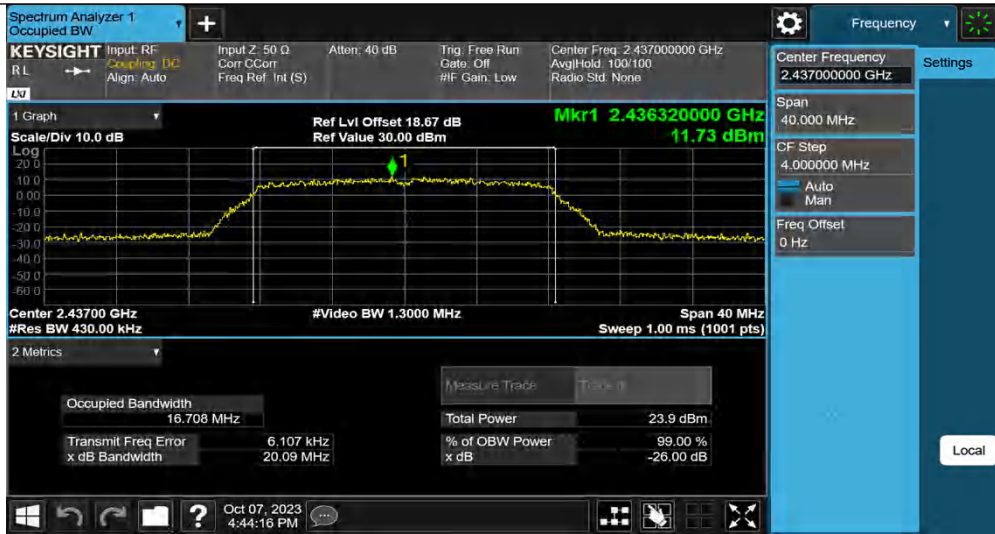 Spectrum Analyzer 1
Occupied BW
Frequency
KEYSIGHT
RL
LXI
Input: RF
Coupling: DC
Align: Auto
Input Z: 50 Ω
Corr CCorr
Freq Ref: Int (S)
Atten: 40 dB
Trig: Free Run
Gate: Off
#IF Gain: Low
Center Freq: 2.437000000 GHz
Avg|Hold: 100/100
Radio Std: None
Center Frequency
2.437000000 GHz
Settings
Span
40.000 MHz
CF Step
4.000000 MHz
Auto
Man
Freq Offset
0 Hz
1 Graph
Scale/Div 10.0 dB
Ref Lvl Offset 18.67 dB
Ref Value 30.00 dBm
Mkr1 2.436320000 GHz
11.73 dBm
Log
20.0
10.0
0.00
-10.0
-20.0
-30.0
-40.0
-50.0
-60.0
1
Center 2.43700 GHz
#Res BW 430.00 kHz
#Video BW 1.3000 MHz
Span 40 MHz
Sweep 1.00 ms (1001 pts)
2 Metrics
Measure Trace
Occupied Bandwidth
16.708 MHz
Total Power 23.9 dBm
Transmit Freq Error 6.107 kHz
% of OBW Power 99.00 %
x dB Bandwidth 20.09 MHz
x dB -26.00 dB
Local
?
Oct 07, 2023
4:44:16 PM